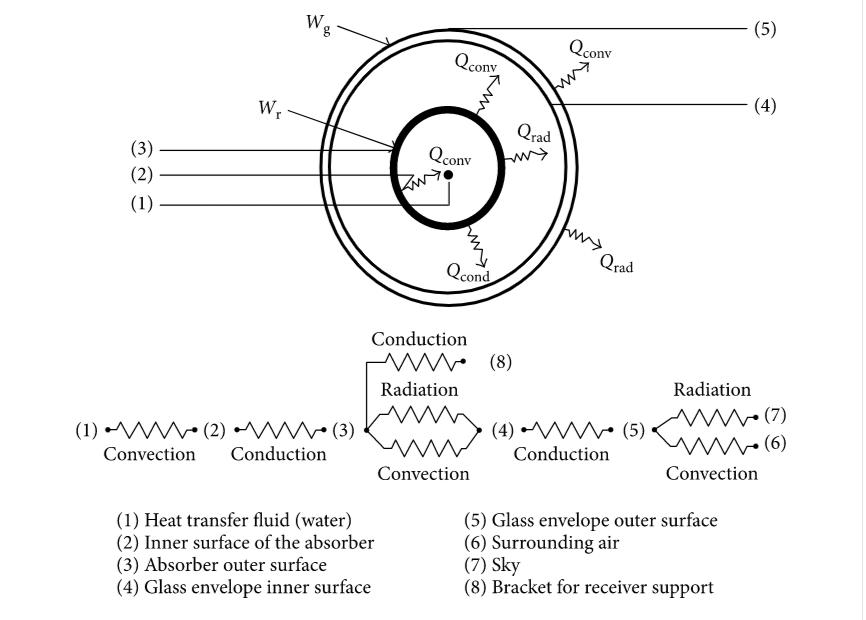 W_g
(5)
Q_conv
Q_conv
(4)
W_r
Q_rad
(3)
Q_conv
(2)
(1)
Q_cond
Q_rad
Conduction
(8)
Radiation
Radiation
(7)
(1) (2) (3) (4) (5)
(6)
Convection Conduction Conduction
Convection Convection
(1) Heat transfer fluid (water)
(2) Inner surface of the absorber
(3) Absorber outer surface
(4) Glass envelope inner surface
(5) Glass envelope outer surface
(6) Surrounding air
(7) Sky
(8) Bracket for receiver support